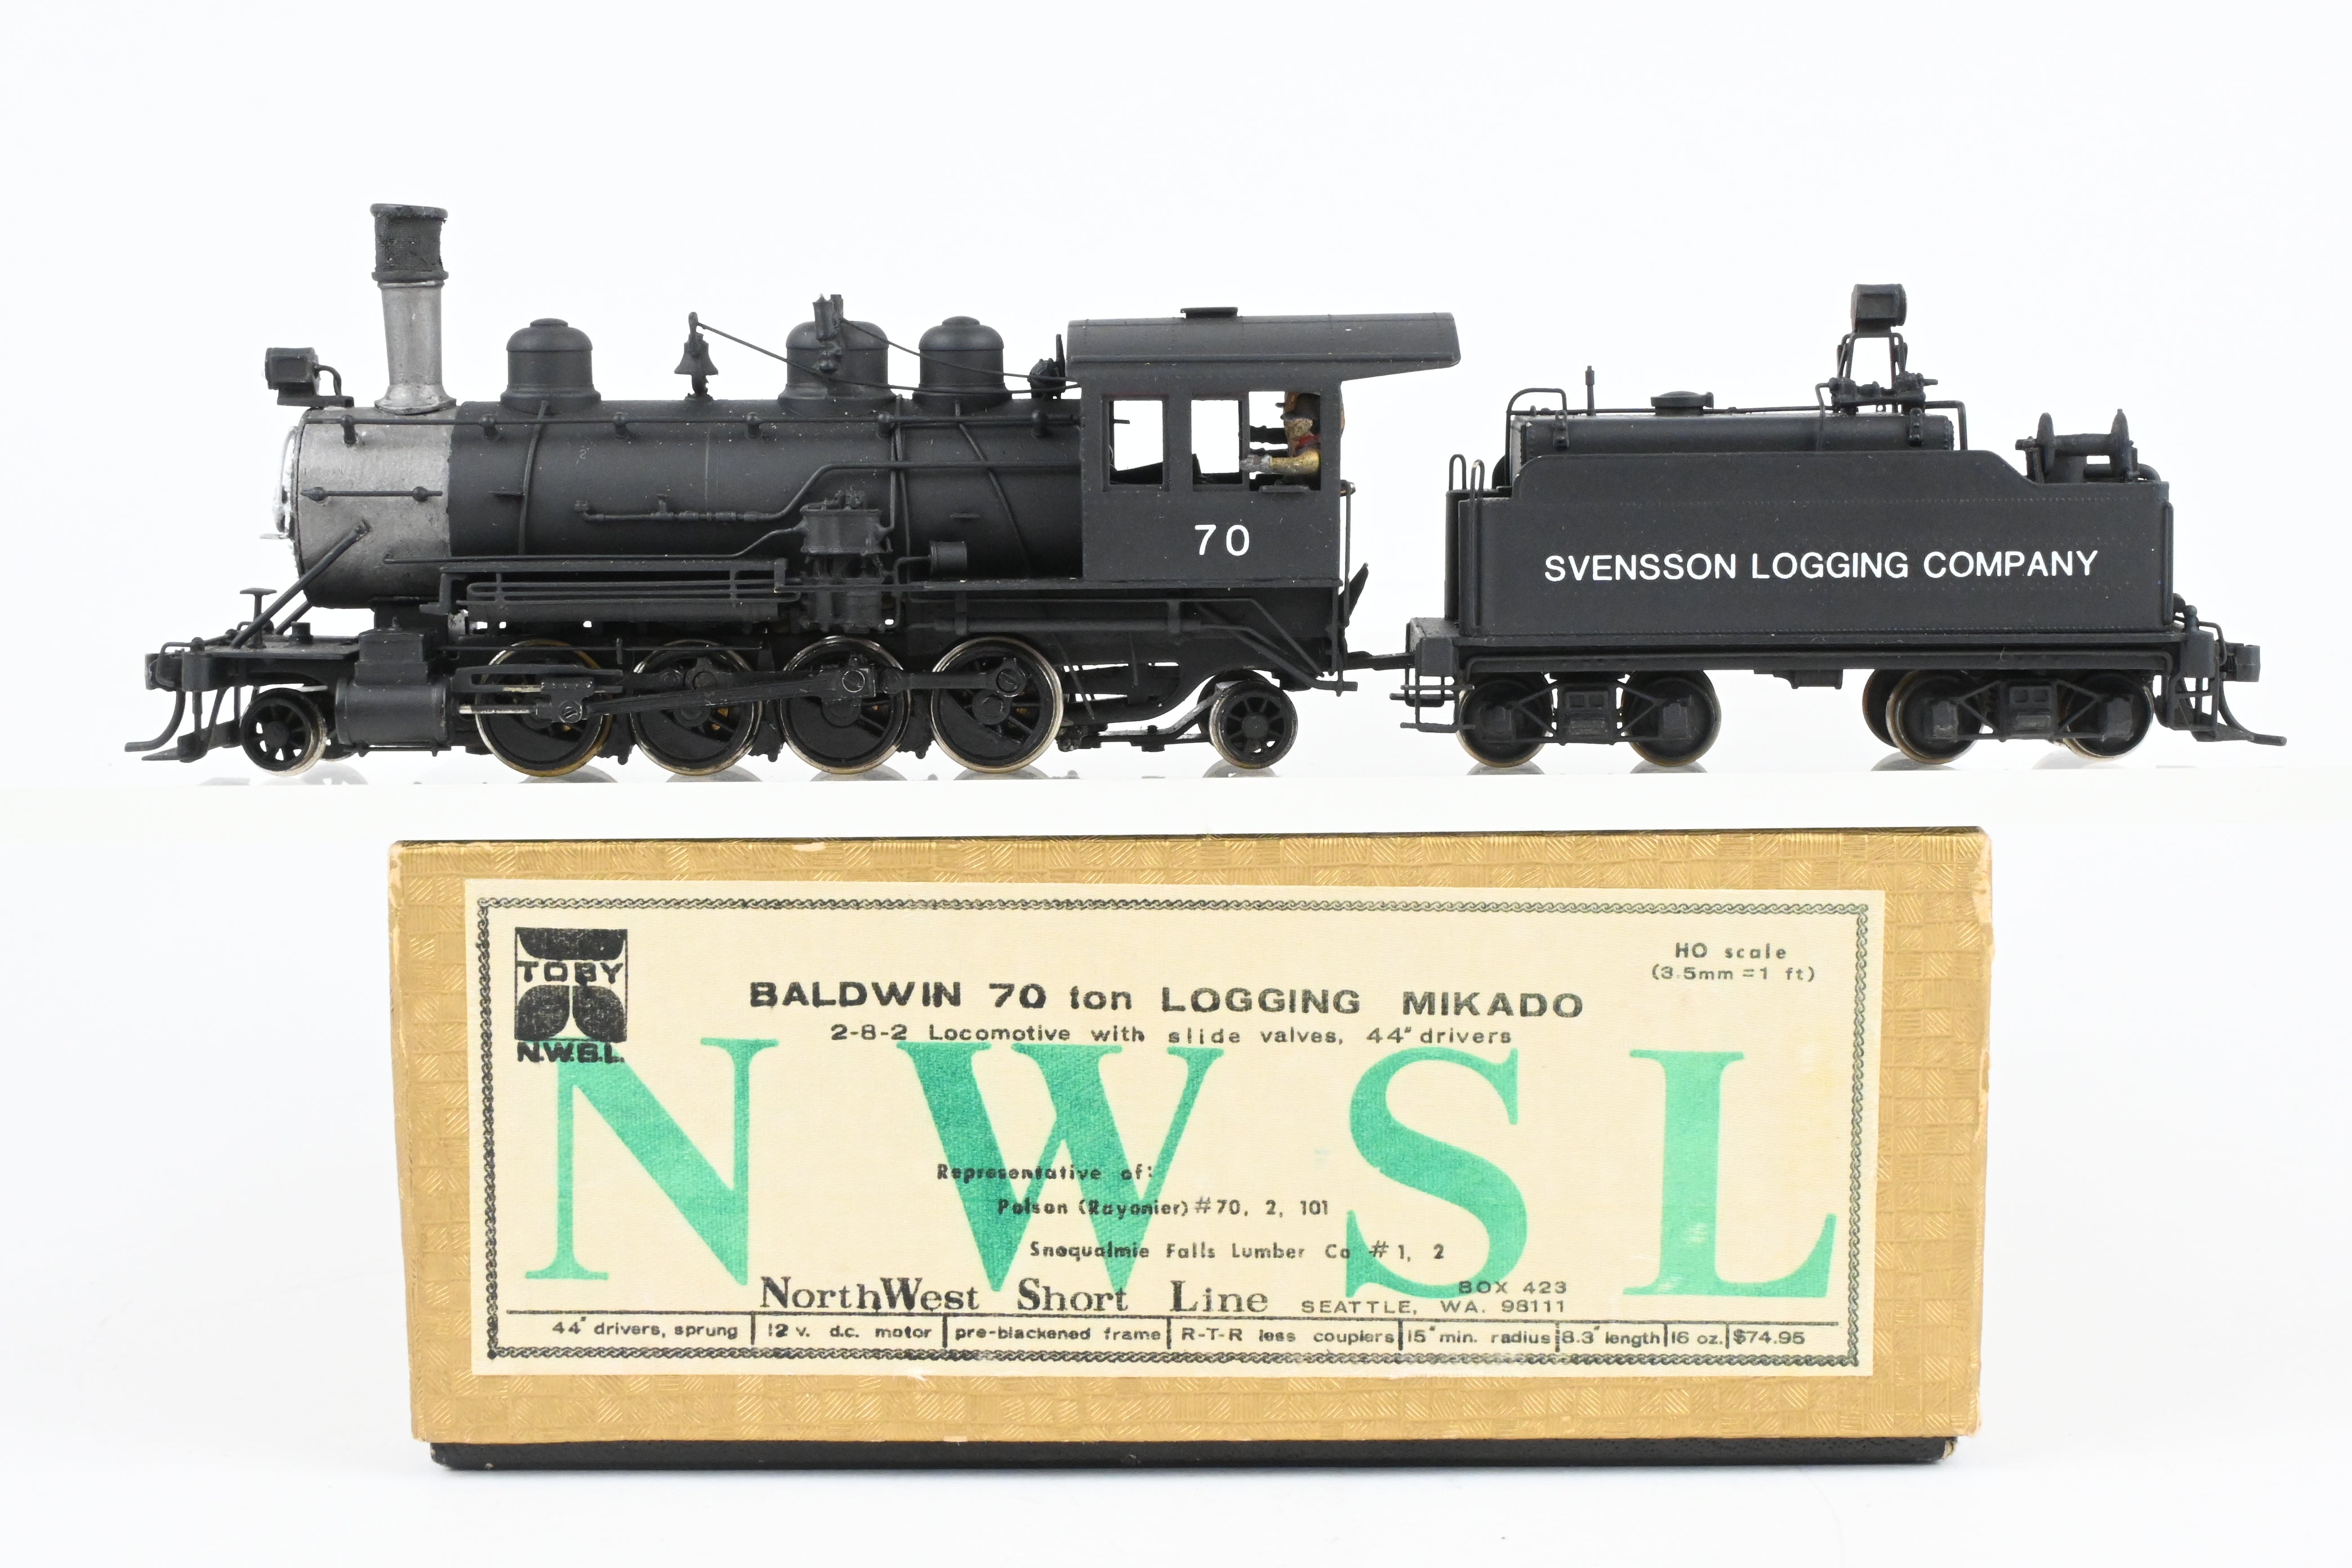 70
SVENSSON LOGGING COMPANY
TOBY
N.W.S.L.
HO scale
(3.5mm = 1 ft)
BALDWIN 70 ton LOGGING MIKADO
2-8-2 Locomotive with slide valves, 44" drivers
N W S L
Representative of:
Polson (Rayonier) #70, 2, 101
Snoqualmie Falls Lumber Co #1, 2
NorthWest Short Line
BOX 423
SEATTLE, WA. 98111
44" drivers, sprung | 12 v. d.c. motor | pre-blackened frame | R-T-R less couplers | 15" min. radius | 8.3" length | 16 oz. | $74.95